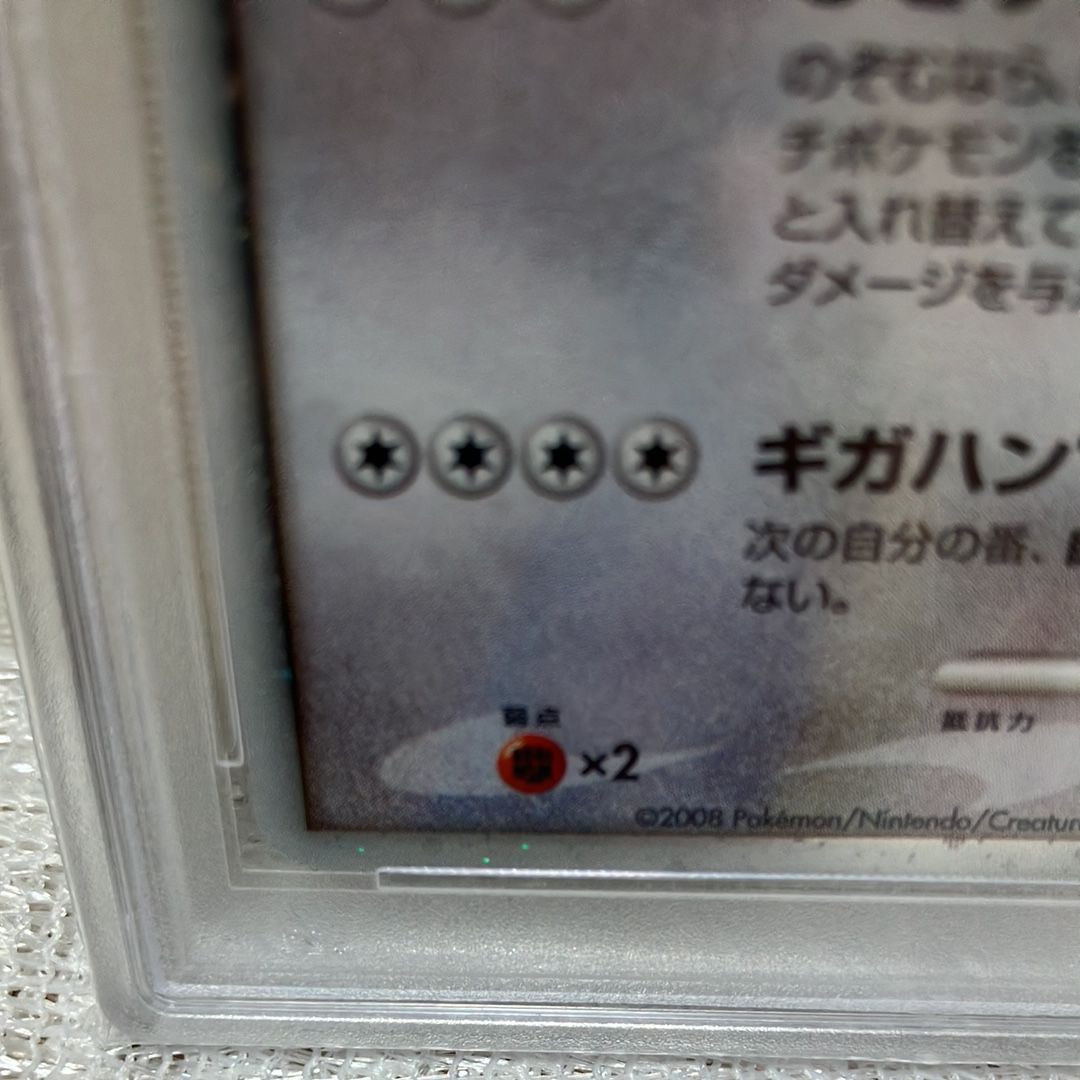 のぞむなら、
チポケモンを
と入れ替えて
ダメージを与え
ギガハン
次の自分の番、
ない。
弱点
×2
抵抗力
©2008 Pokémon/Nintendo/Creatur